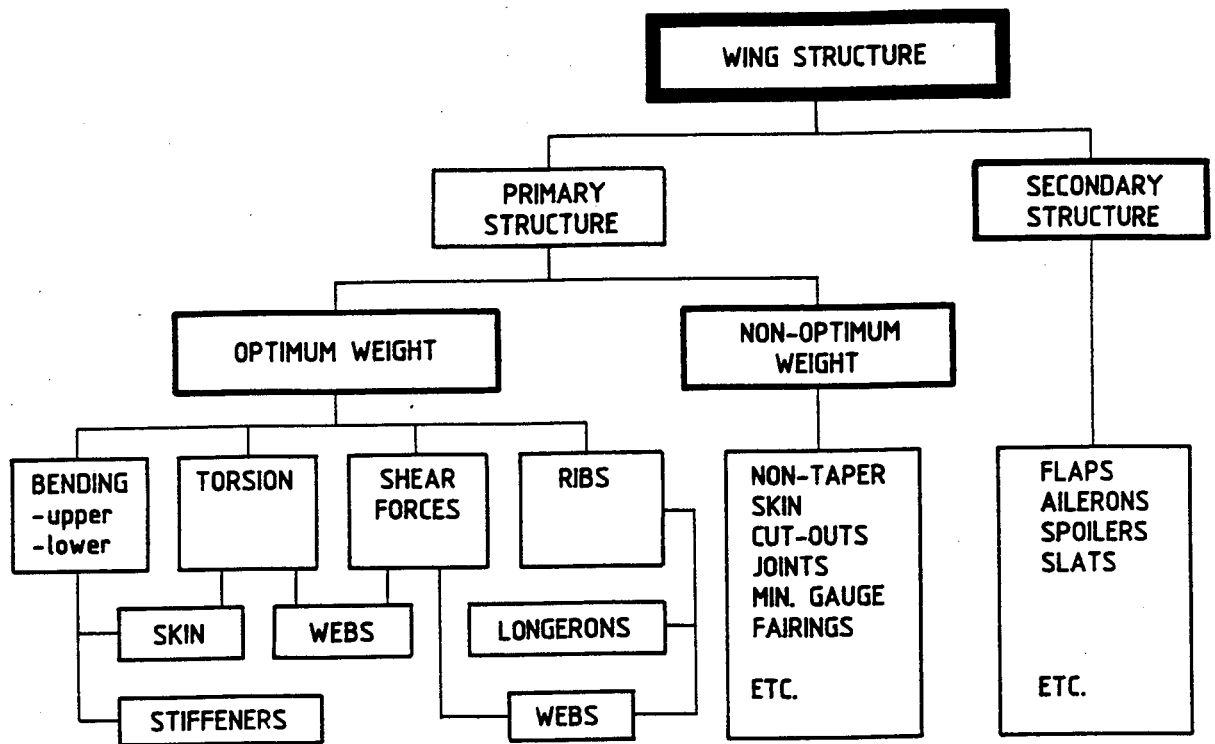 WING STRUCTURE
PRIMARY
STRUCTURE
SECONDARY
STRUCTURE
OPTIMUM WEIGHT
NON-OPTIMUM
WEIGHT
BENDING
-upper
-lower
TORSION
SHEAR
FORCES
RIBS
NON-TAPER
SKIN
CUT-OUTS
JOINTS
MIN. GAUGE
FAIRINGS
ETC.
FLAPS
AILERONS
SPOILERS
SLATS
ETC.
SKIN
WEBS
LONGERONS
STIFFENERS
WEBS